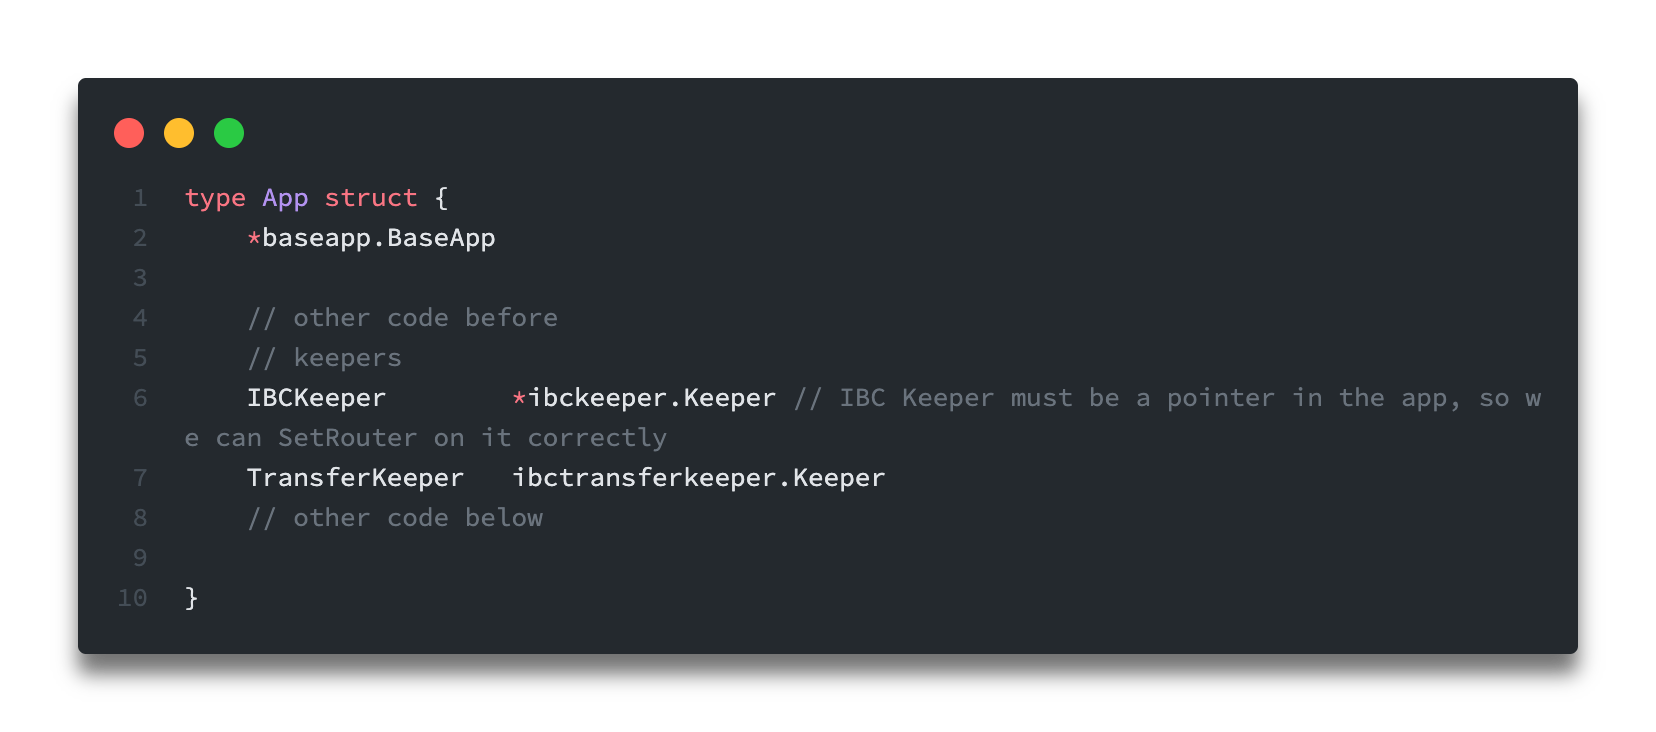 1 type App struct {
2     *baseapp.BaseApp
3
4     // other code before
5     // keepers
6     IBCKeeper        *ibckeeper.Keeper // IBC Keeper must be a pointer in the app, so w
e can SetRouter on it correctly
7     TransferKeeper   ibctransferkeeper.Keeper
8     // other code below
9
10 }